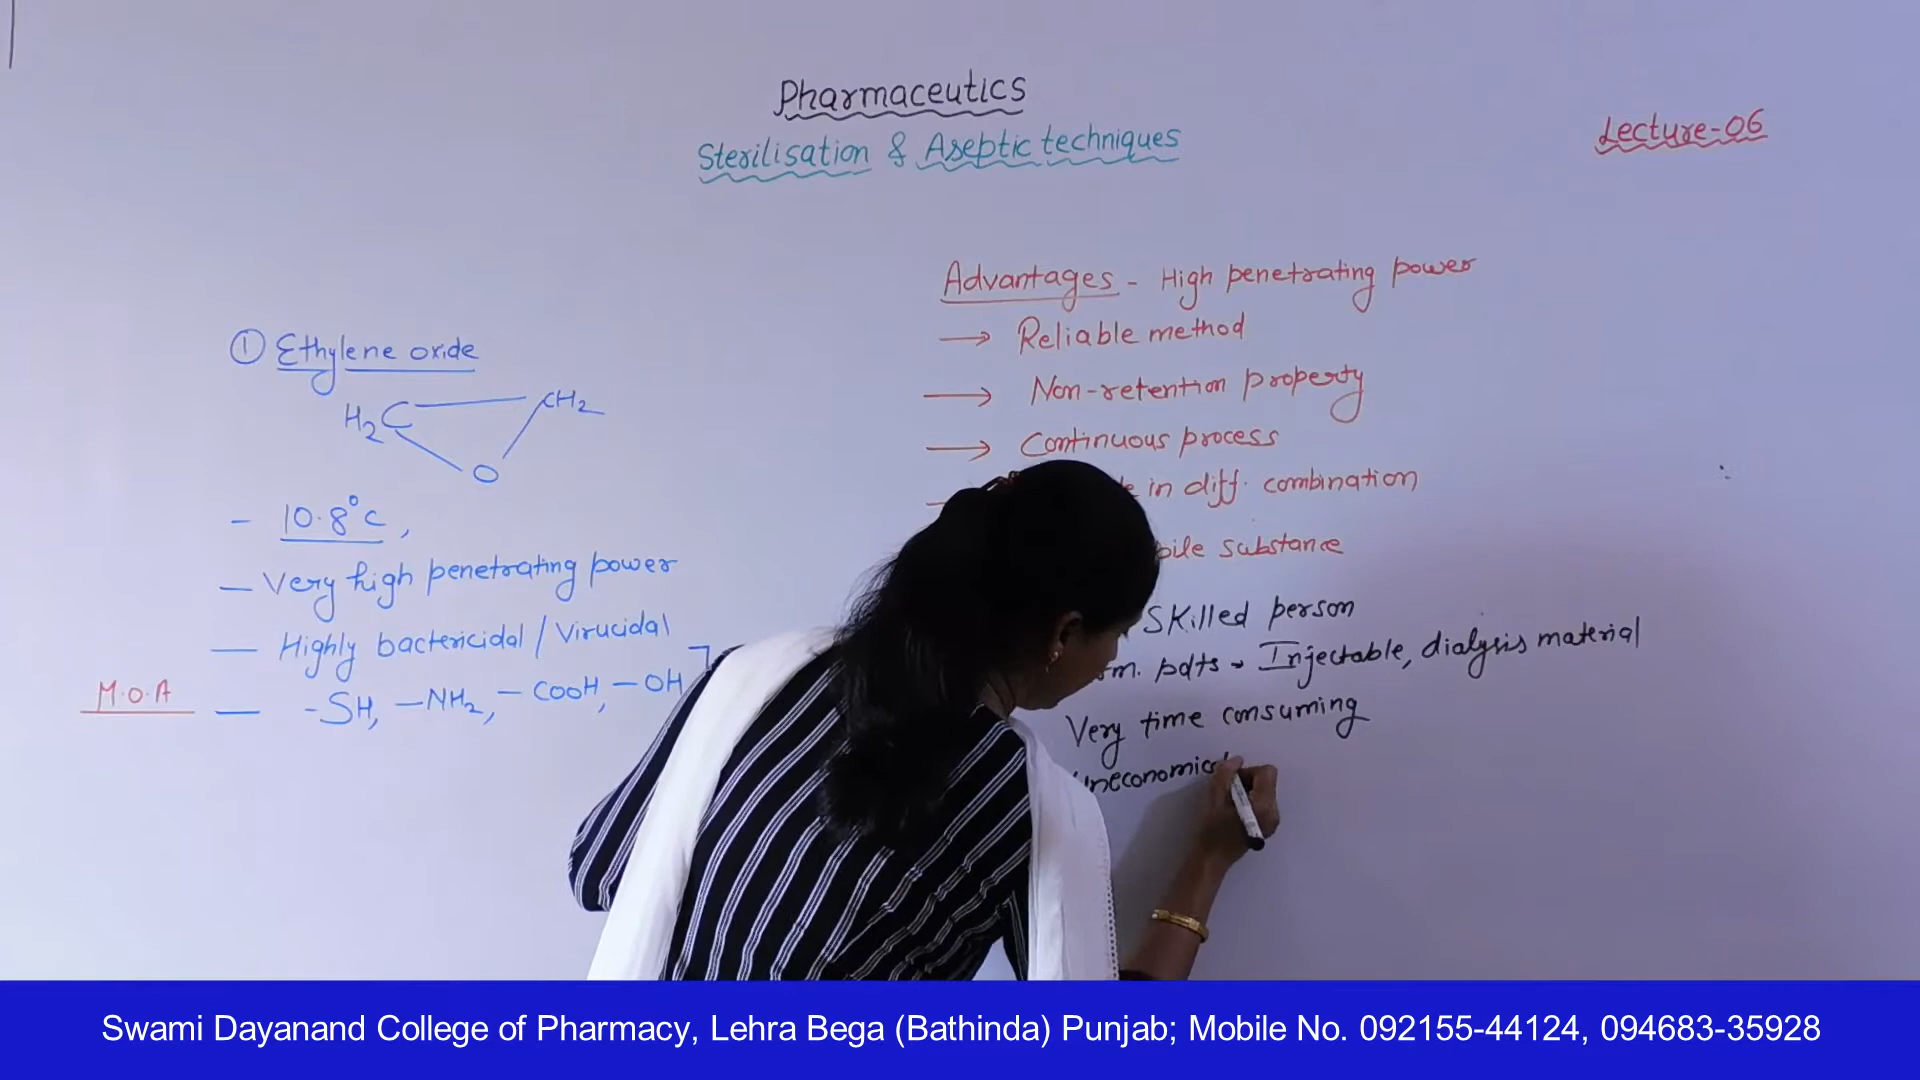 Pharmaceutics
Sterilisation & Aseptic techniques
Lecture-06
① Ethylene oxide
H2C CH2
O
- 10.8°C,
- Very high penetrating power
- Highly bactericidal / Virucidal
M.O.A - -SH, -NH2, -COOH, -OH
Advantages - High penetrating power
→ Reliable method
→ Non-retention property
→ Continuous process
in diff. combination
substance
Skilled person
pdts - Injectable, dialysis material
Very time consuming
Uneconomical
Swami Dayanand College of Pharmacy, Lehra Bega (Bathinda) Punjab; Mobile No. 092155-44124, 094683-35928